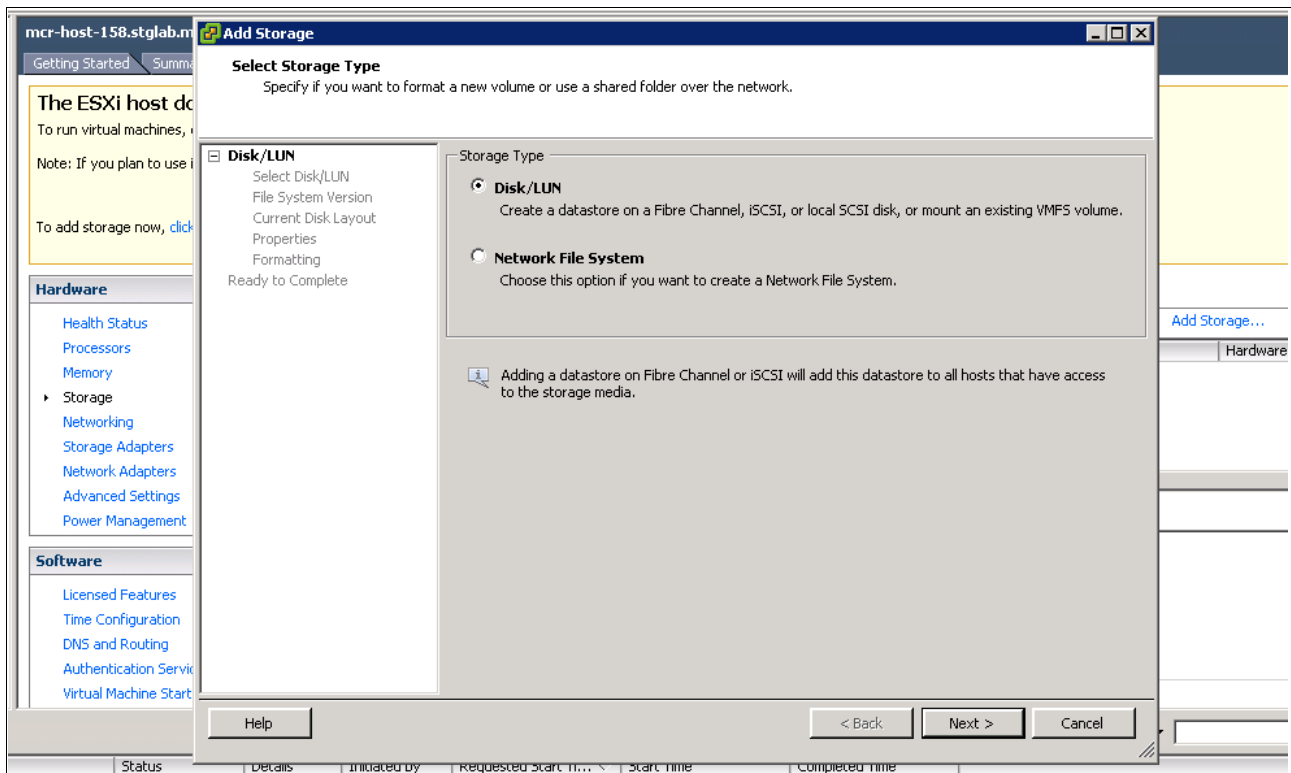 mcr-host-158.stglab.m
Getting Started Summa
The ESXi host do
To run virtual machines,
Note: If you plan to use i
To add storage now, click
Hardware
Health Status
Processors
Memory
Storage
Networking
Storage Adapters
Network Adapters
Advanced Settings
Power Management
Software
Licensed Features
Time Configuration
DNS and Routing
Authentication Servic
Virtual Machine Start
Add Storage
Select Storage Type
Specify if you want to format a new volume or use a shared folder over the network.
Disk/LUN
Select Disk/LUN
File System Version
Current Disk Layout
Properties
Formatting
Ready to Complete
Storage Type
Disk/LUN
Create a datastore on a Fibre Channel, iSCSI, or local SCSI disk, or mount an existing VMFS volume.
Network File System
Choose this option if you want to create a Network File System.
Adding a datastore on Fibre Channel or iSCSI will add this datastore to all hosts that have access
to the storage media.
Help < Back Next > Cancel
Add Storage...
Hardware
Status Details Initiated by Requested Start Ti... Start Time Completed Time